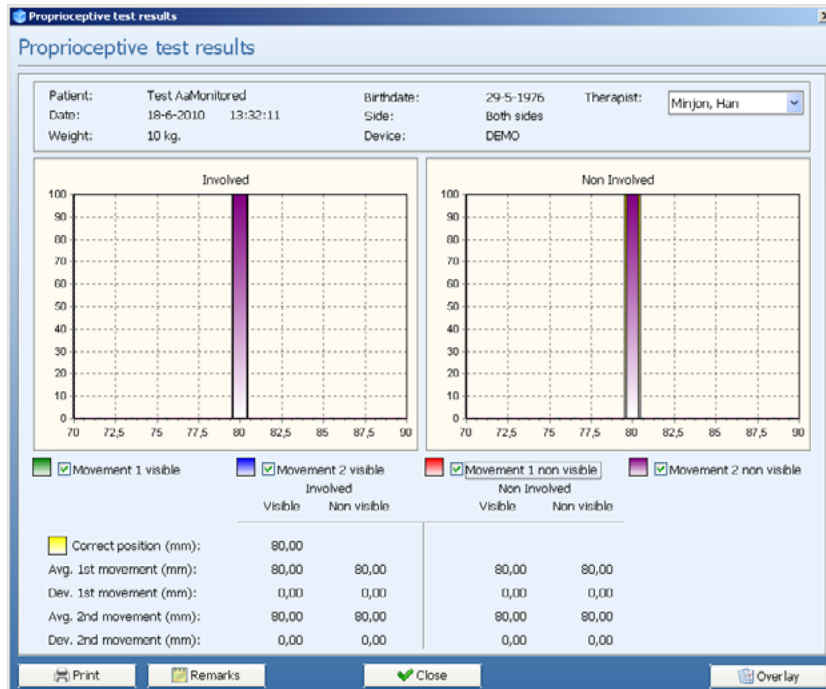 Proprioceptive test results
Proprioceptive test results
Patient: Test AaMonitored Birthdate: 29-5-1976 Therapist: Minjon, Han
Date: 18-6-2010 13:32:11 Side: Both sides
Weight: 10 kg. Device: DEMO
Involved
100
90
80
70
60
50
40
30
20
10
0
70 72,5 75 77,5 80 82,5 85 87,5 90
Non Involved
100
90
80
70
60
50
40
30
20
10
0
70 72,5 75 77,5 80 82,5 85 87,5 90
Movement 1 visible Movement 2 visible Movement 1 non visible Movement 2 non visible
Involved Non Involved
Visible Non visible Visible Non visible
Correct position (mm): 80,00
Avg. 1st movement (mm): 80,00 80,00 80,00 80,00
Dev. 1st movement (mm): 0,00 0,00 0,00 0,00
Avg. 2nd movement (mm): 80,00 80,00 80,00 80,00
Dev. 2nd movement (mm): 0,00 0,00 0,00 0,00
Print Remarks Close Overlay